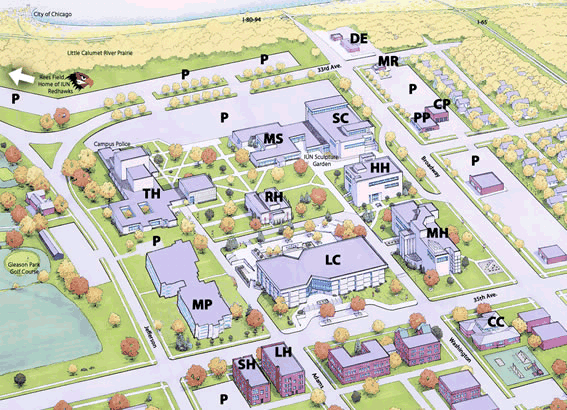 City of Chicago
I-80-94
I-65
DE
Little Calumet River Prairie
33rd Ave.
MR
Rees Field
Home of IUN
Redhawks
P
P
P
P
P
CP
PP
SC
MS
Campus Police
IUN Sculpture
Garden
HH
Broadway
P
TH
RH
MH
P
LC
Gleason Park
Golf Course
MP
35th Ave.
CC
Jefferson
Washington
SH
LH
Adams
P